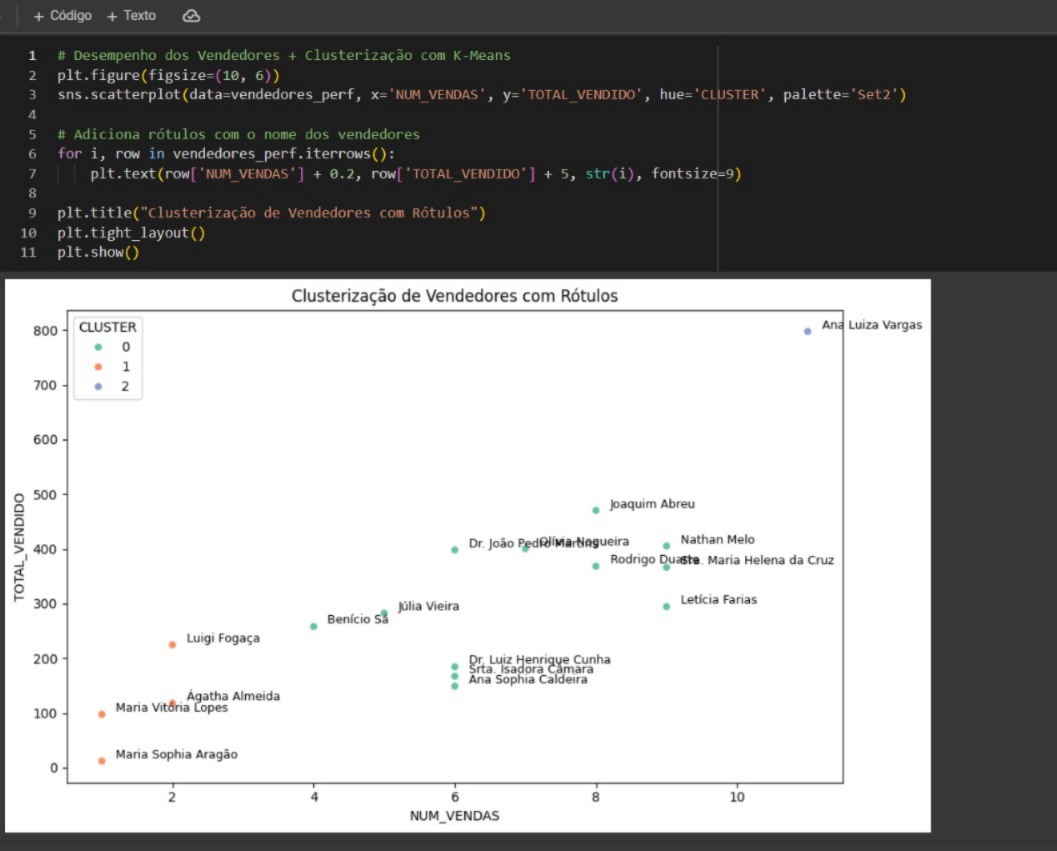 + Código + Texto
1 # Desempenho dos Vendedores + Clusterização com K-Means
2 plt.figure(figsize=(10, 6))
3 sns.scatterplot(data=vendedores_perf, x='NUM_VENDAS', y='TOTAL_VENDIDO', hue='CLUSTER', palette='Set2')
4
5 # Adiciona rótulos com o nome dos vendedores
6 for i, row in vendedores_perf.iterrows():
7 plt.text(row['NUM_VENDAS'] + 0.2, row['TOTAL_VENDIDO'] + 5, str(i), fontsize=9)
8
9 plt.title("Clusterização de Vendedores com Rótulos")
10 plt.tight_layout()
11 plt.show()
Clusterização de Vendedores com Rótulos
CLUSTER
0
1
2
Ana Luiza Vargas
Joaquim Abreu
Nathan Melo
Dr. João Pedro Martins
Olívia Nogueira
Rodrigo Duarte
Sra. Maria Helena da Cruz
Letícia Farias
Júlia Vieira
Benício Sá
Luigi Fogaça
Dr. Luiz Henrique Cunha
Srta. Isadora Câmara
Ana Sophia Caldeira
Ágatha Almeida
Maria Vitória Lopes
Maria Sophia Aragão
TOTAL_VENDIDO
800
700
600
500
400
300
200
100
0
2 4 6 8 10
NUM_VENDAS